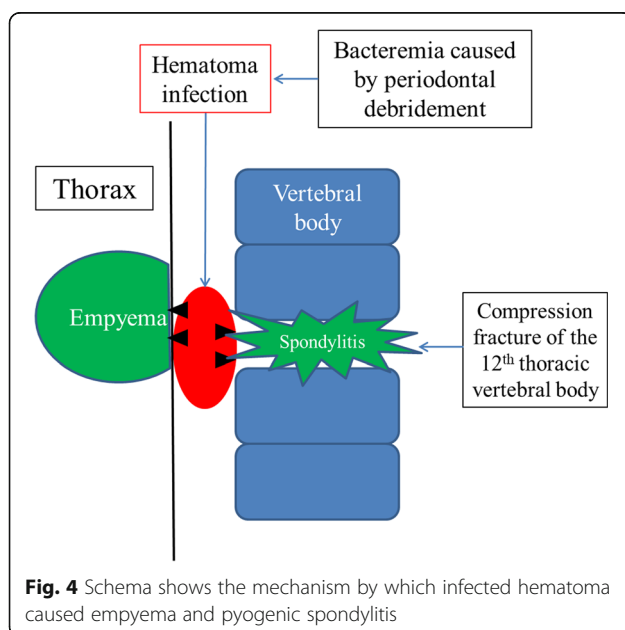 Hematoma
infection
Bacteremia caused
by periodontal
debridement
Thorax
Vertebral
body
Empyema
Spondylitis
Compression
fracture of the
12th thoracic
vertebral body
Fig. 4 Schema shows the mechanism by which infected hematoma
caused empyema and pyogenic spondylitis